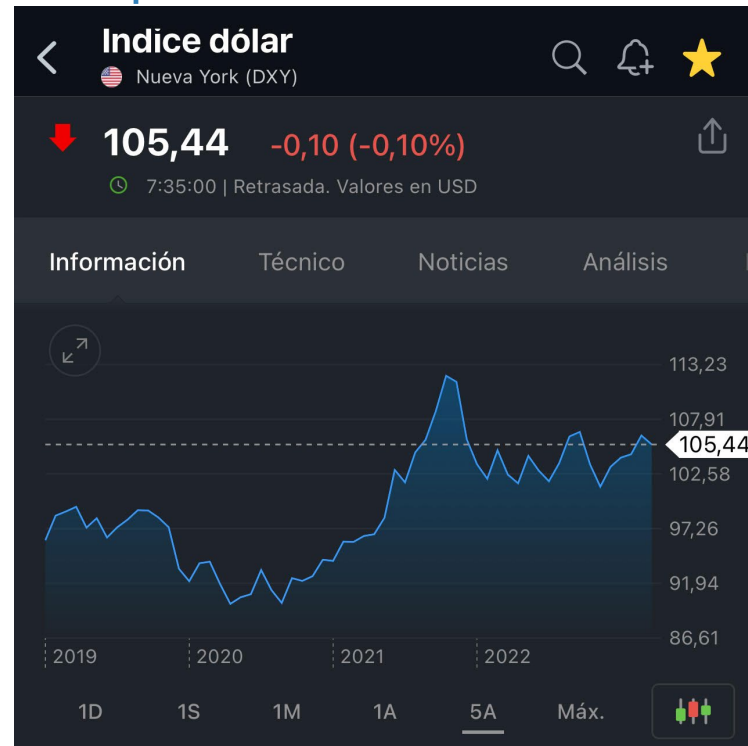 Indice dólar
Nueva York (DXY)
105,44 -0,10 (-0,10%)
7:35:00 | Retrasada. Valores en USD
Información Técnico Noticias Análisis
113,23
107,91
105,44
102,58
97,26
91,94
86,61
2019 2020 2021 2022
1D 1S 1M 1A 5A Máx.